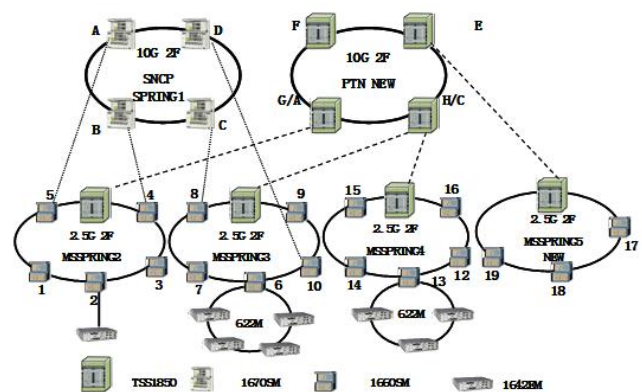 A
D
F
E
10G 2F
SNCP
SPRING1
10G 2F
PTN NEW
B
C
G/A
H/C
5
4
8
9
15
16
2.5G 2F
MSSPRING2
2.5G 2F
MSSPRING3
2.5G 2F
MSSPRING4
2.5G 2F
MSSPRING5
NEW
17
1
2
3
7
6
10
14
13
12
19
18
622M
622M
TSS1850
1670SM
1660SM
1642EM